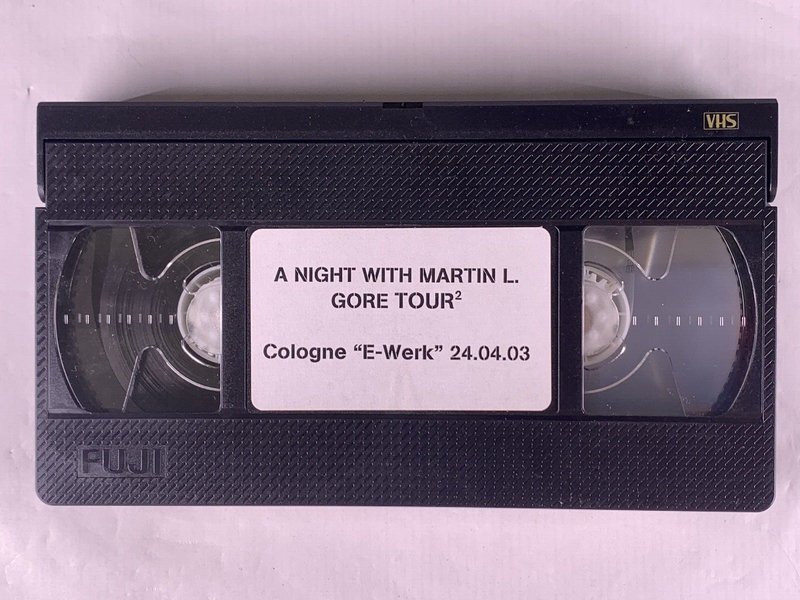 VHS
A NIGHT WITH MARTIN L.
GORE TOUR²
Cologne “E-Werk” 24.04.03
FUJI